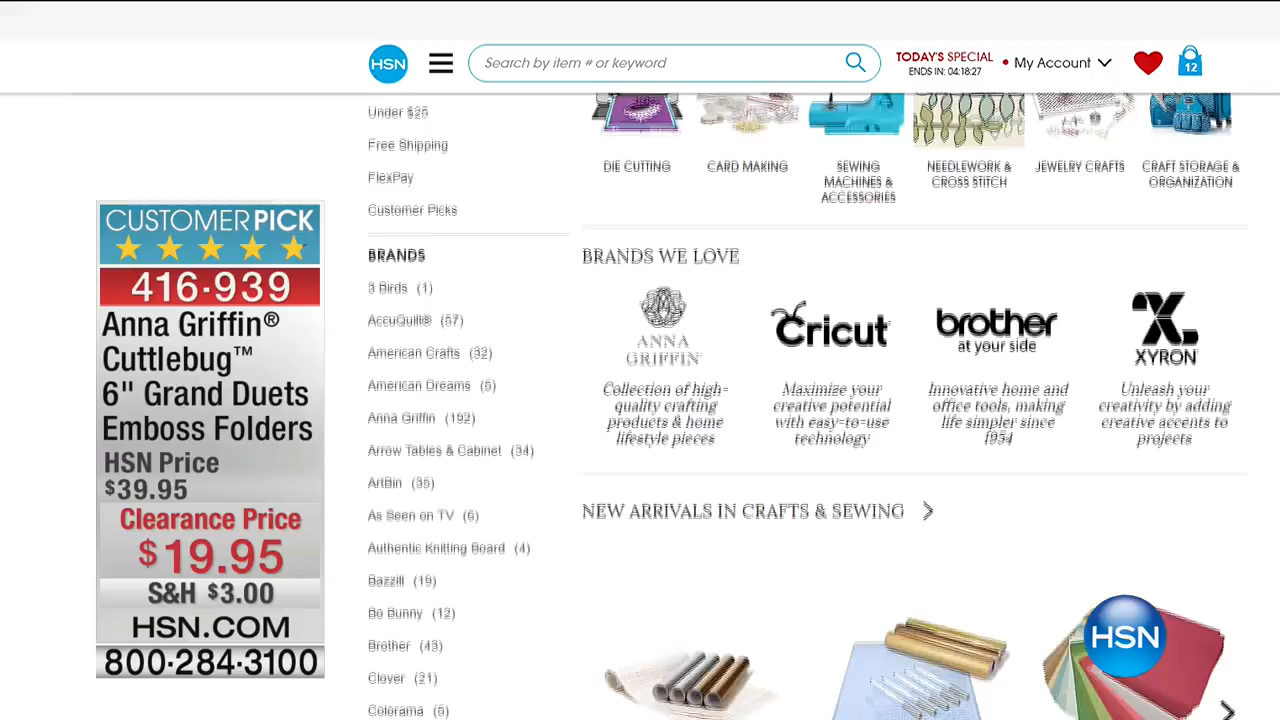 HSN
Search by item # or keyword
TODAY'S SPECIAL
ENDS IN: 04:18:27
My Account
12
CUSTOMER PICK
416-939
Anna Griffin®
Cuttlebug™
6" Grand Duets
Emboss Folders
HSN Price
$39.95
Clearance Price
$19.95
S&H $3.00
HSN.COM
800-284-3100
Under $25
Free Shipping
FlexPay
Customer Picks
BRANDS
3 Birds (1)
AccuQuilt® (57)
American Crafts (32)
American Dreams (5)
Anna Griffin (192)
Arrow Tables & Cabinet (34)
ArtBin (35)
As Seen on TV (6)
Authentic Knitting Board (4)
Bazzill (19)
Bo Bunny (12)
Brother (43)
Clover (21)
Colorama (5)
DIE CUTTING
CARD MAKING
SEWING
MACHINES &
ACCESSORIES
NEEDLEWORK &
CROSS STITCH
JEWELRY CRAFTS
CRAFT STORAGE &
ORGANIZATION
BRANDS WE LOVE
ANNA
GRIFFIN
Collection of high-
quality crafting
products & home
lifestyle pieces
Cricut
Maximize your
creative potential
with easy-to-use
technology
brother
at your side
Innovative home and
office tools, making
life simpler since
1954
XYRON
Unleash your
creativity by adding
creative accents to
projects
NEW ARRIVALS IN CRAFTS & SEWING
HSN